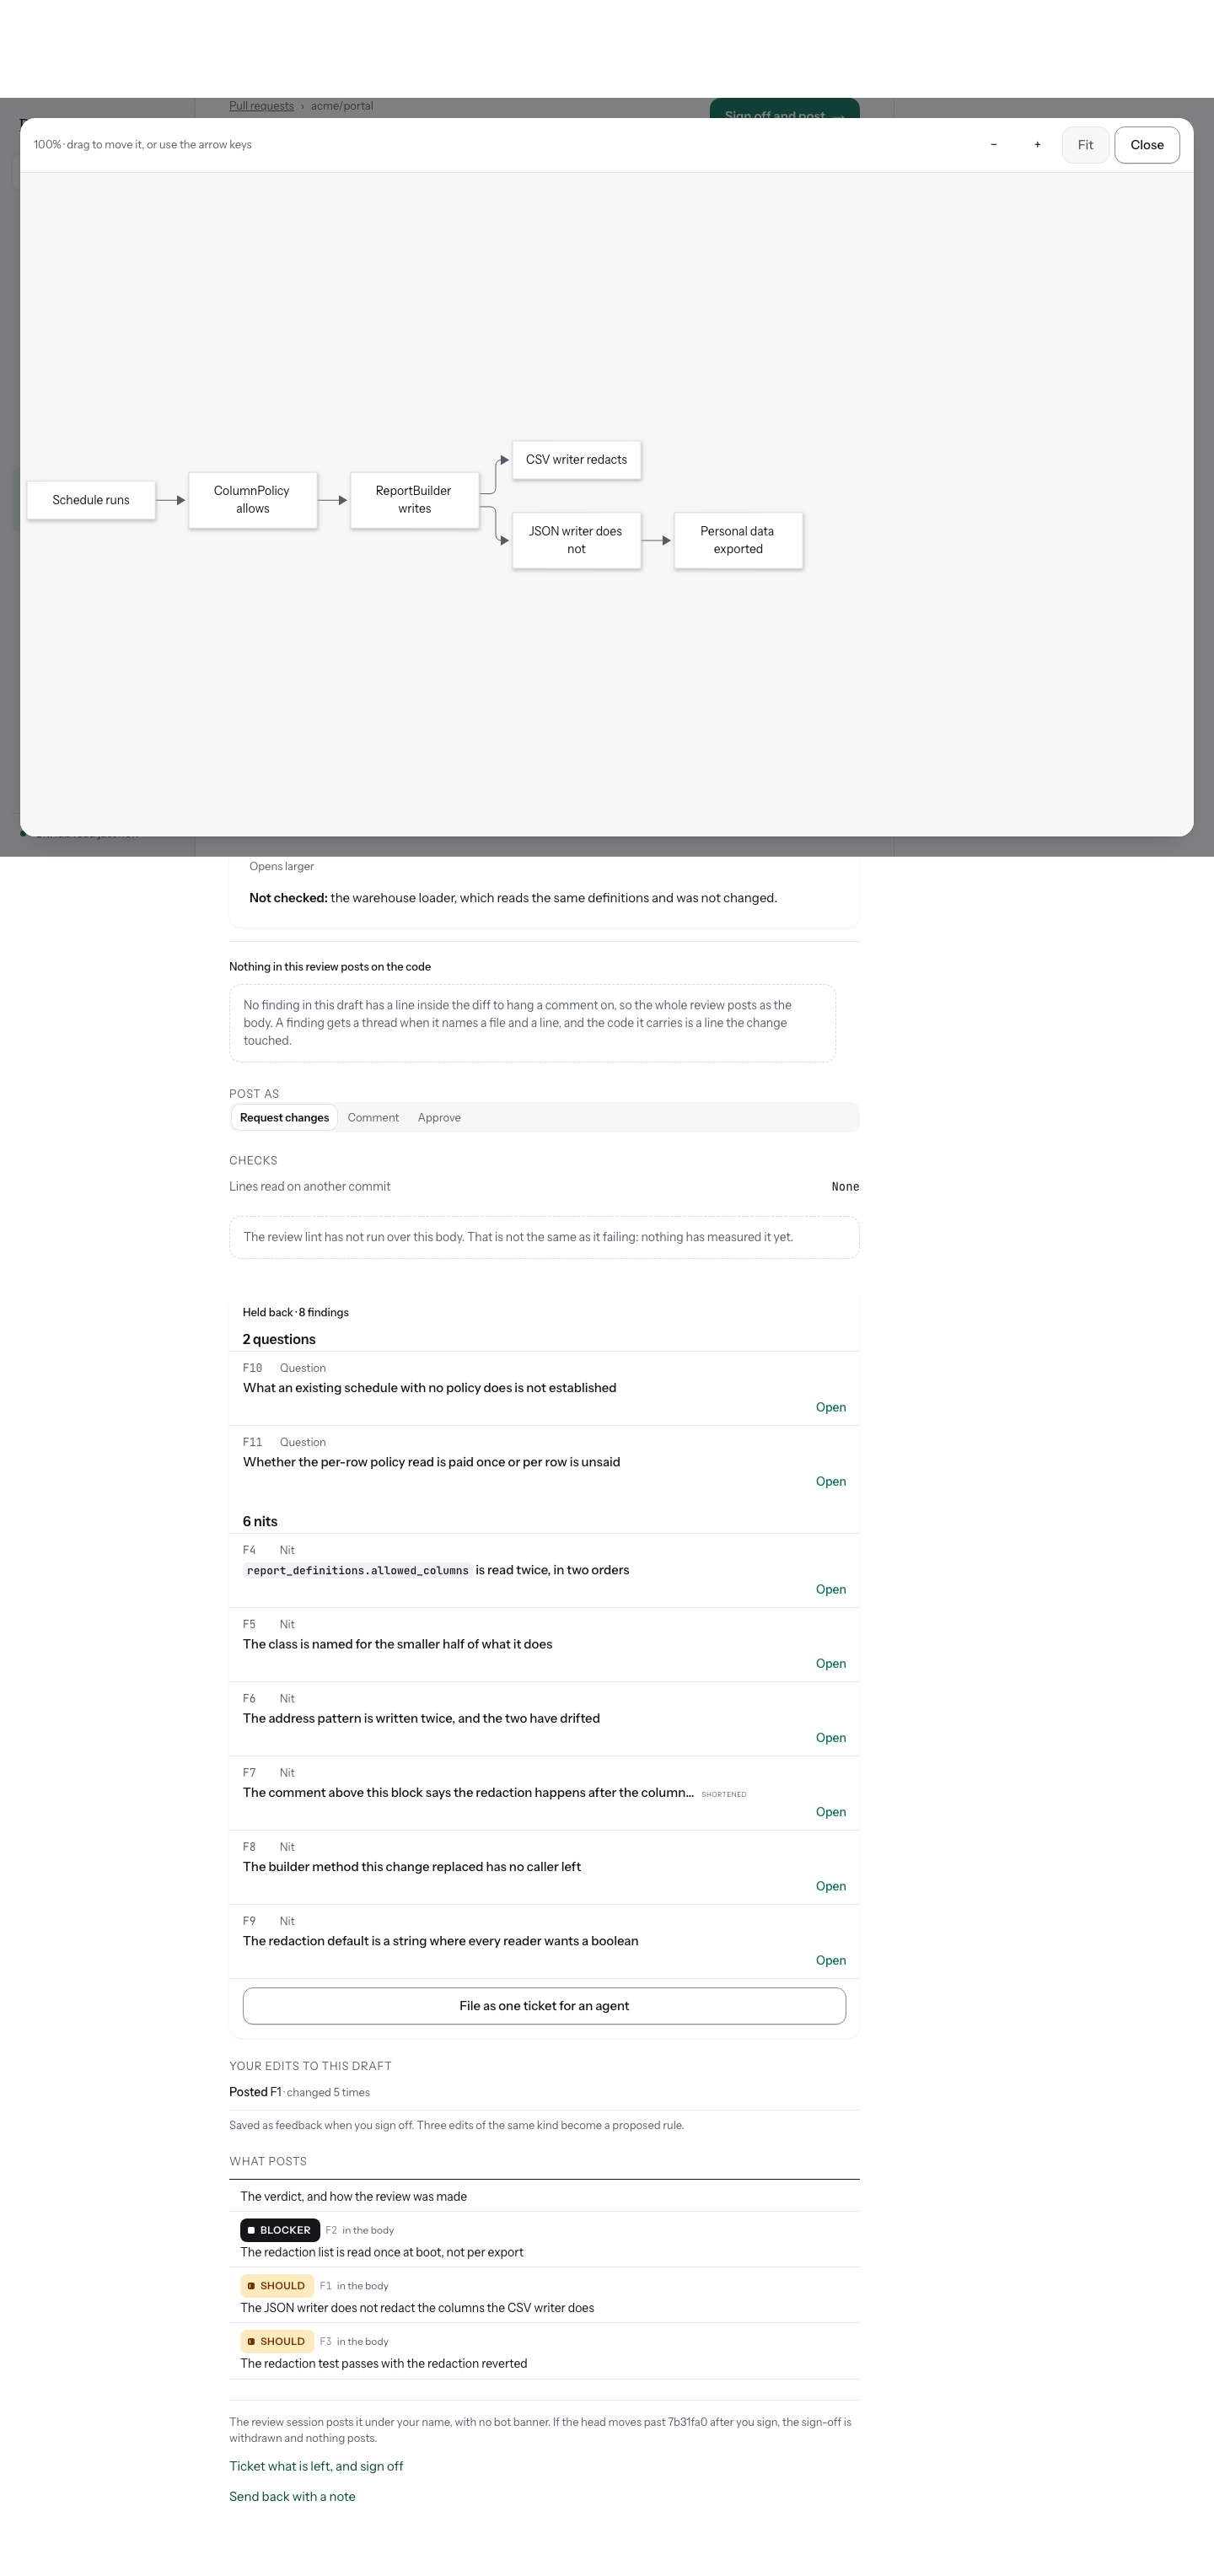 Pull requests › acme/portal
Sign off and post →
100% · drag to move it, or use the arrow keys
−
+
Fit
Close
Schedule runs
ColumnPolicy
allows
ReportBuilder
writes
CSV writer redacts
JSON writer does
not
Personal data
exported
Opens larger
Not checked: the warehouse loader, which reads the same definitions and was not changed.
Nothing in this review posts on the code
No finding in this draft has a line inside the diff to hang a comment on, so the whole review posts as the
body. A finding gets a thread when it names a file and a line, and the code it carries is a line the change
touched.
POST AS
Request changes
Comment
Approve
CHECKS
Lines read on another commit
None
The review lint has not run over this body. That is not the same as it failing: nothing has measured it yet.
Held back · 8 findings
2 questions
F10 Question
What an existing schedule with no policy does is not established
Open
F11 Question
Whether the per-row policy read is paid once or per row is unsaid
Open
6 nits
F4 Nit
report_definitions.allowed_columns is read twice, in two orders
Open
F5 Nit
The class is named for the smaller half of what it does
Open
F6 Nit
The address pattern is written twice, and the two have drifted
Open
F7 Nit
The comment above this block says the redaction happens after the column... SHORTENED
Open
F8 Nit
The builder method this change replaced has no caller left
Open
F9 Nit
The redaction default is a string where every reader wants a boolean
Open
File as one ticket for an agent
YOUR EDITS TO THIS DRAFT
Posted F1 · changed 5 times
Saved as feedback when you sign off. Three edits of the same kind become a proposed rule.
WHAT POSTS
The verdict, and how the review was made
BLOCKER F2 in the body
The redaction list is read once at boot, not per export
SHOULD F1 in the body
The JSON writer does not redact the columns the CSV writer does
SHOULD F3 in the body
The redaction test passes with the redaction reverted
The review session posts it under your name, with no bot banner. If the head moves past 7b31fa0 after you sign, the sign-off is
withdrawn and nothing posts.
Ticket what is left, and sign off
Send back with a note